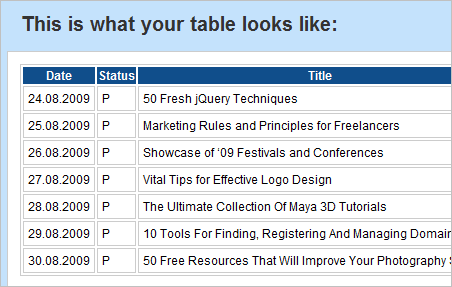 This is what your table looks like:
Date Status Title
24.08.2009 P 50 Fresh jQuery Techniques
25.08.2009 P Marketing Rules and Principles for Freelancers
26.08.2009 P Showcase of ‘09 Festivals and Conferences
27.08.2009 P Vital Tips for Effective Logo Design
28.08.2009 P The Ultimate Collection Of Maya 3D Tutorials
29.08.2009 P 10 Tools For Finding, Registering And Managing Domain
30.08.2009 P 50 Free Resources That Will Improve Your Photography